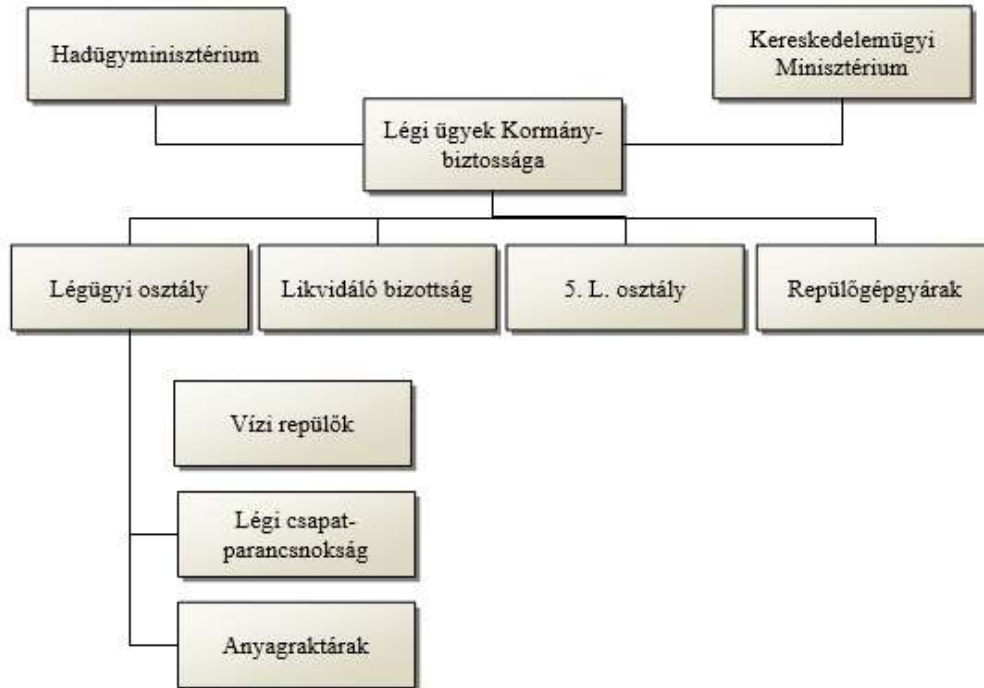 Hadügyminisztérium
Kereskedelemügyi
Minisztérium
Légi ügyek Kormány-
biztossága
Légügyi osztály
Likvidáló bizottság
5. L. osztály
Repülőgépgyárak
Vízi repülők
Légi csapat-
parancsnokság
Anyagraktárak